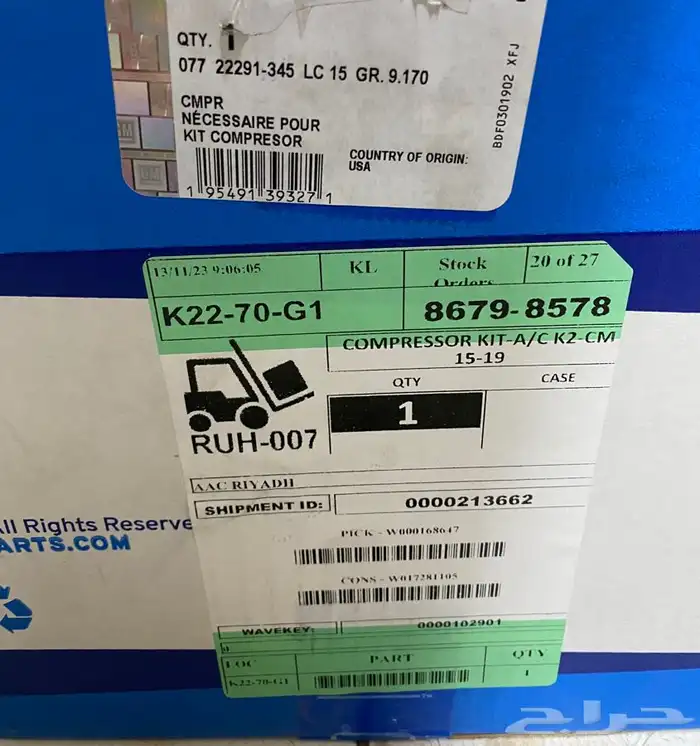 QTY. 1
077 22291-345 LC 15 GR. 9.170
CMPR
NÉCESSAIRE POUR
KIT COMPRESOR
COUNTRY OF ORIGIN:
USA
1 95491 39327 1
BDF0301902 XFJ
GM
GM
13/11/23 9:06:05
KL
Stock
Orders
20 of 27
K22-70-G1
8679-8578
COMPRESSOR KIT-A/C K2-CM
15-19
QTY
CASE
1
RUH-007
AAC RIYADH
SHIPMENT ID:
0000213662
PICK - W000168647
CONS - W017281105
WAVEKEY:
0000102901
LOC
PART
QTY
K22-70-G1
1
All Rights Reserve
ARTS.COM
حراج